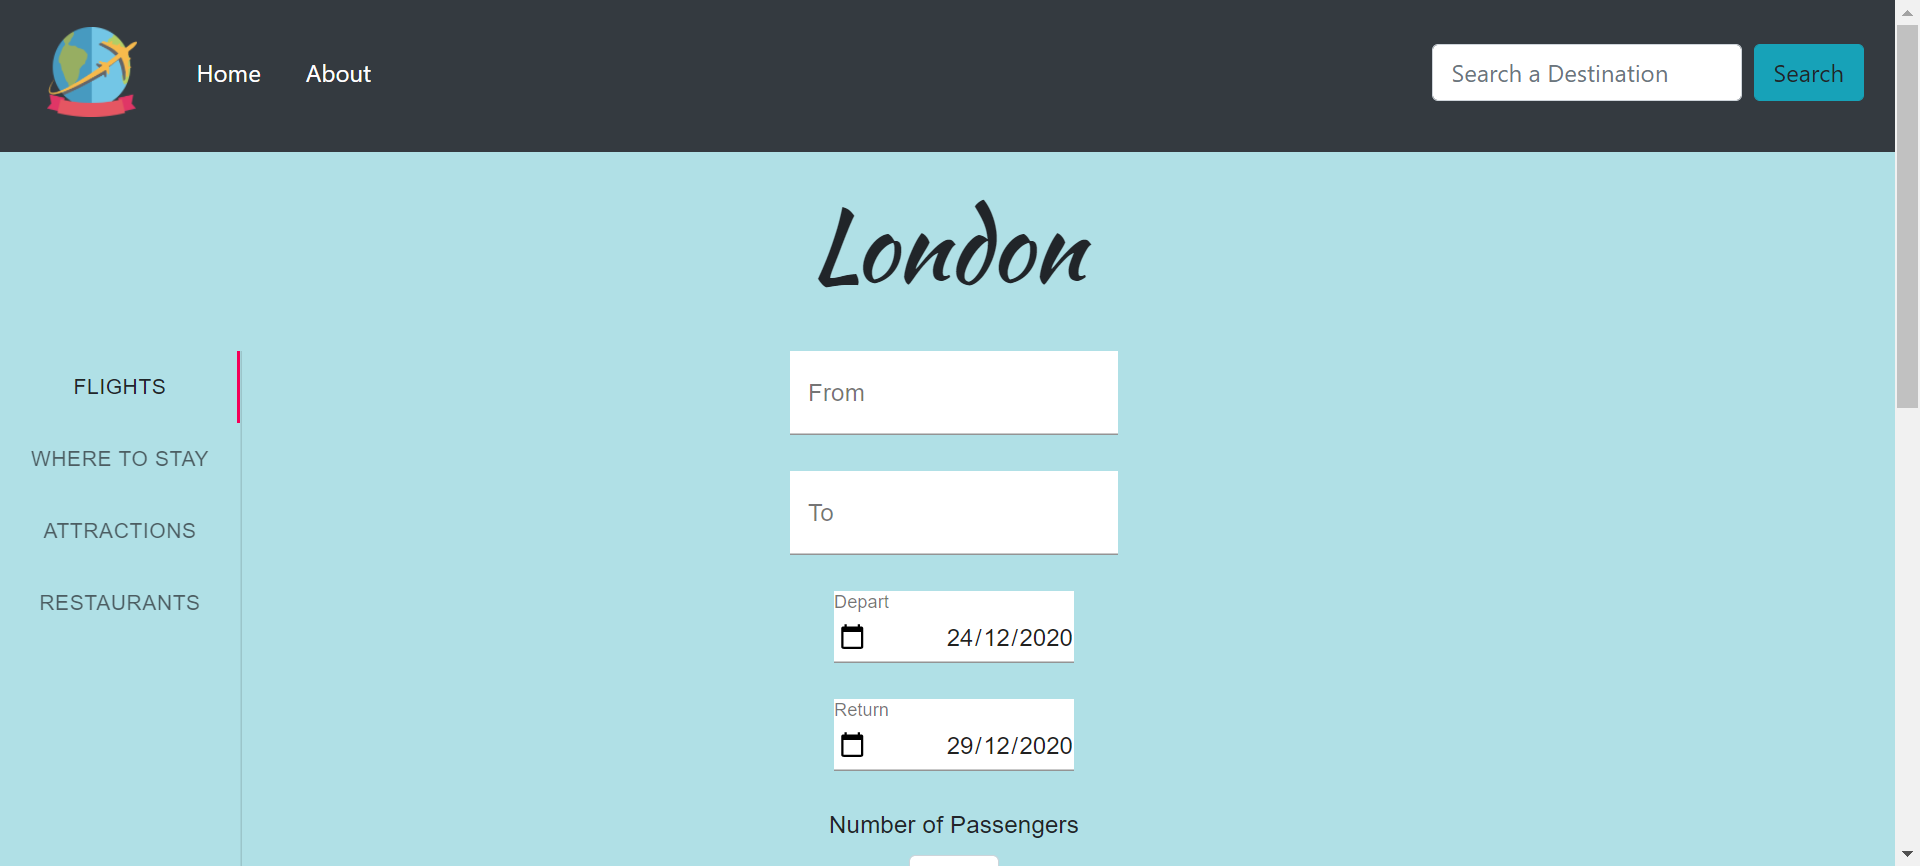 Home
About
Search a Destination
Search
London
FLIGHTS
WHERE TO STAY
ATTRACTIONS
RESTAURANTS
From
To
Depart
24/12/2020
Return
29/12/2020
Number of Passengers